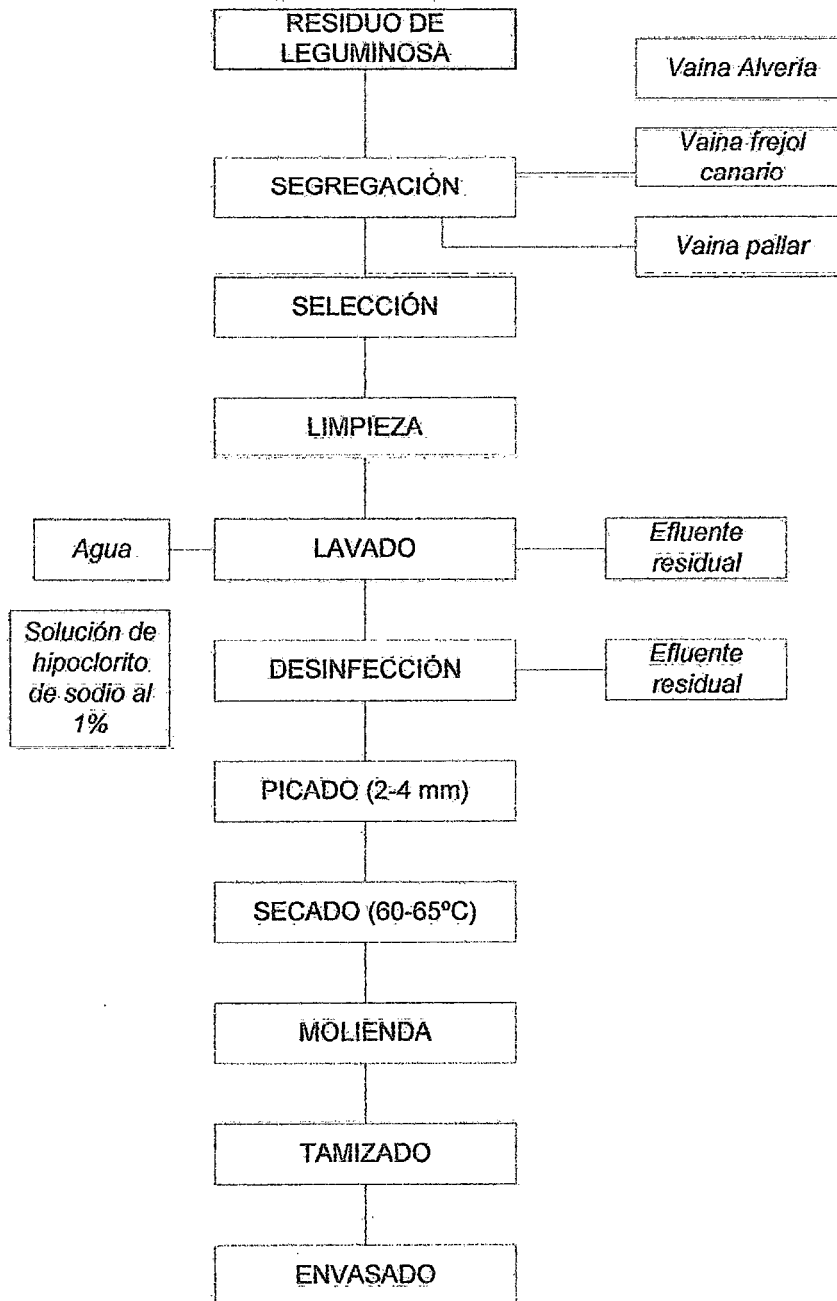 RESIDUO DE
LEGUMINOSA
Vaina Alverla
Vaina frejol
canario
SEGREGACIÓN
Vaina pallar
SELECCIÓN
LIMPIEZA
Agua
LAVADO
Efluente
residual
Solución de
hipoclorito
de sodio al
1%
DESINFECCIÓN
Efluente
residual
PICADO (2-4 mm)
SECADO (60-65ºC)
MOLIENDA
TAMIZADO
ENVASADO